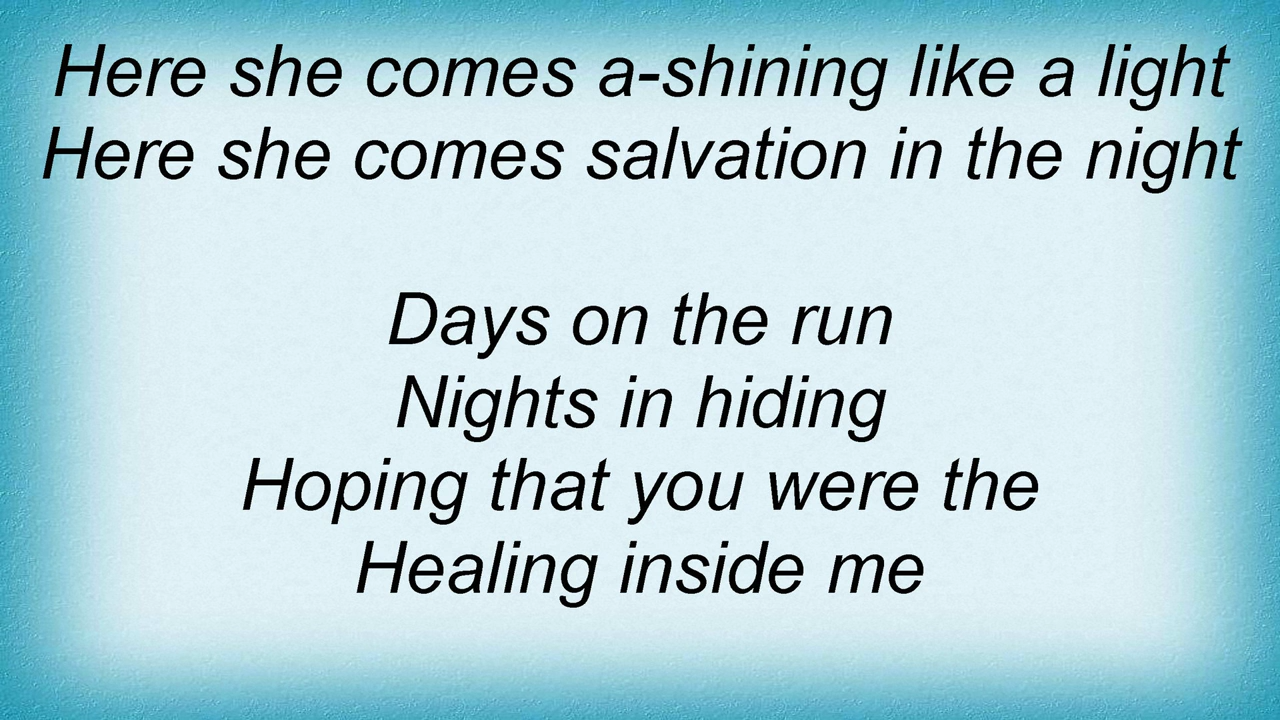 Here she comes a-shining like a light
Here she comes salvation in the night
Days on the run
Nights in hiding
Hoping that you were the
Healing inside me